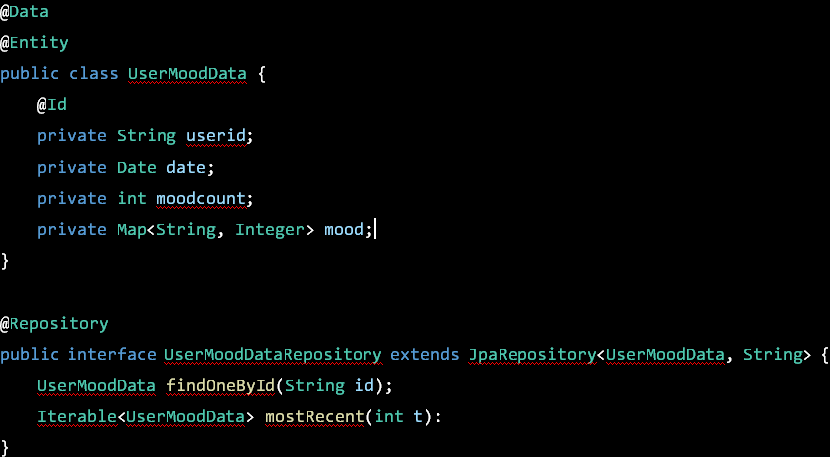 @Data
@Entity
public class UserMoodData {
@Id
private String userid;
private Date date;
private int moodcount;
private Map<String, Integer> mood;
}
@Repository
public interface UserMoodDataRepository extends JpaRepository<UserMoodData, String> {
UserMoodData findOneById(String id);
Iterable<UserMoodData> mostRecent(int t):
}